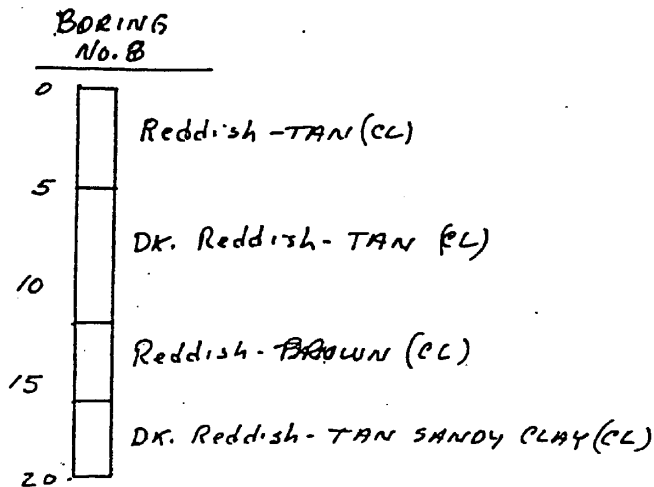 BORING
No. 8
0
Reddish-TAN (CL)
5
DK. Reddish-TAN (CL)
10
Reddish-BROWN (CL)
15
DK. Reddish-TAN SANDY CLAY (CL)
20